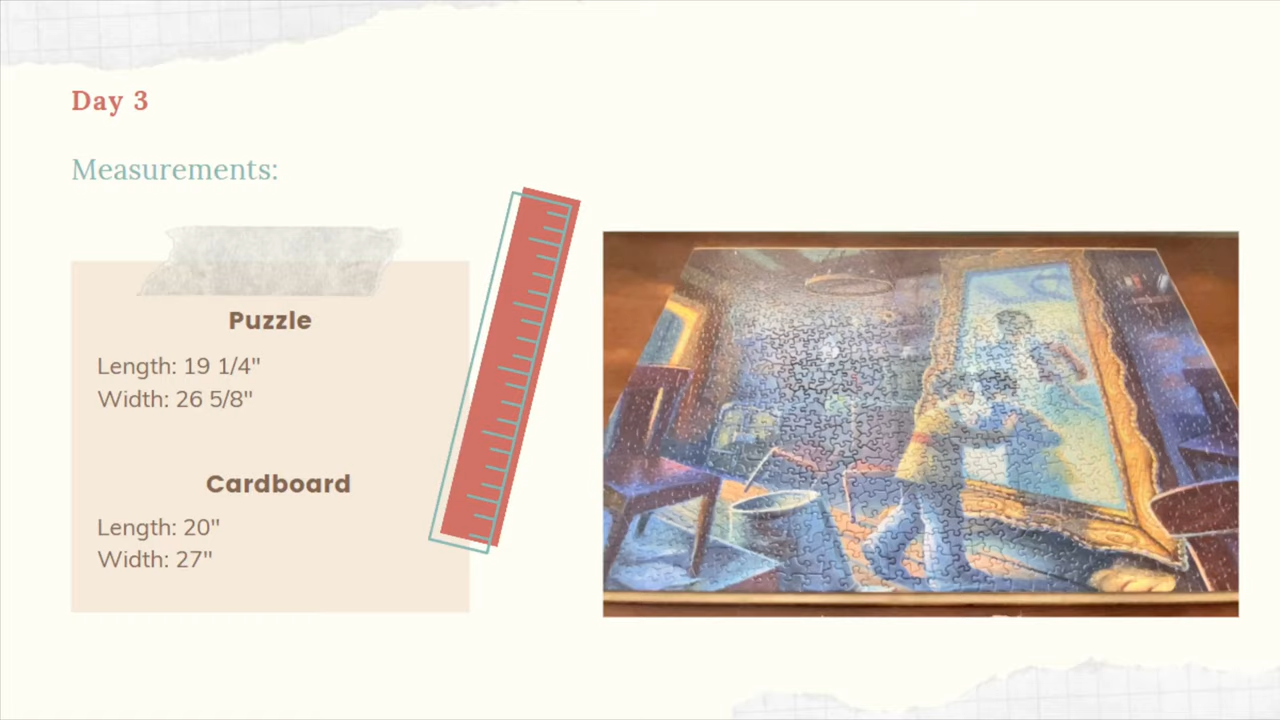 Day 3
Measurements:
Puzzle
Length: 19 1/4"
Width: 26 5/8"
Cardboard
Length: 20"
Width: 27"